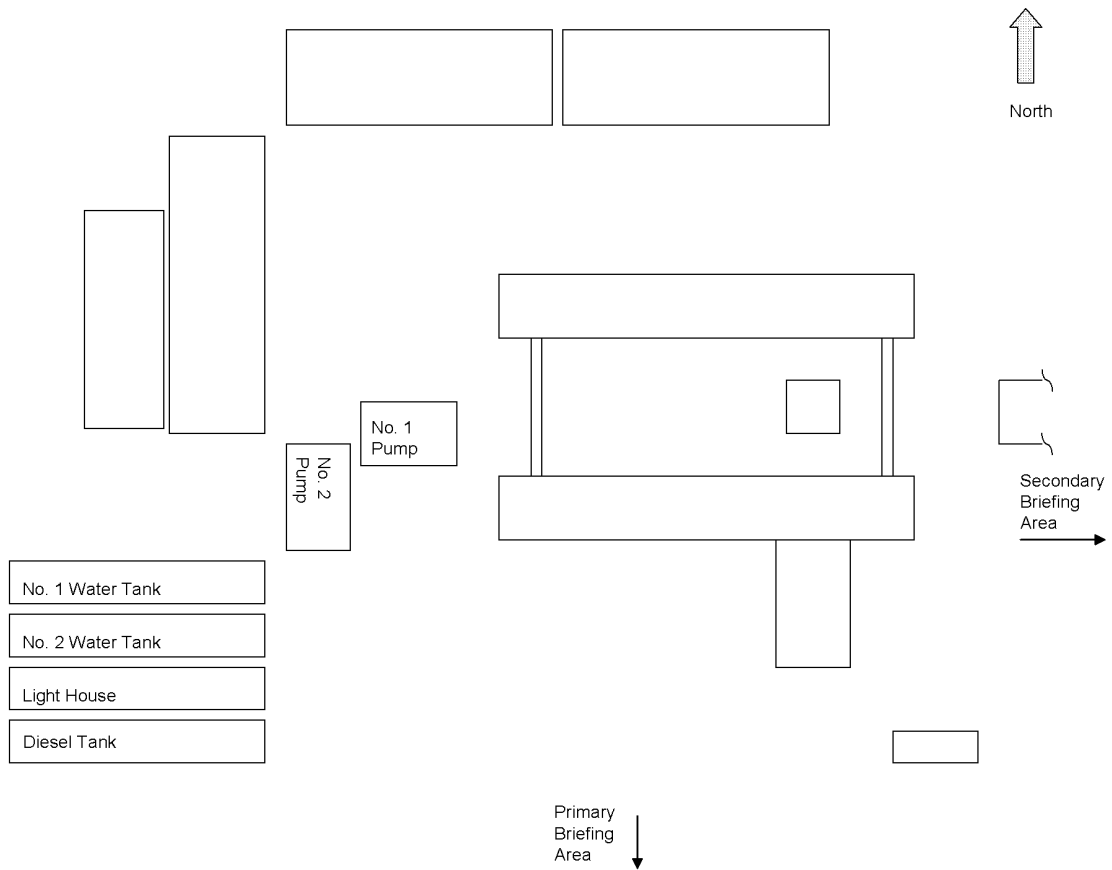 North
No. 1
Pump
No. 2
Pump
Secondary
Briefing
Area
No. 1 Water Tank
No. 2 Water Tank
Light House
Diesel Tank
Primary
Briefing
Area